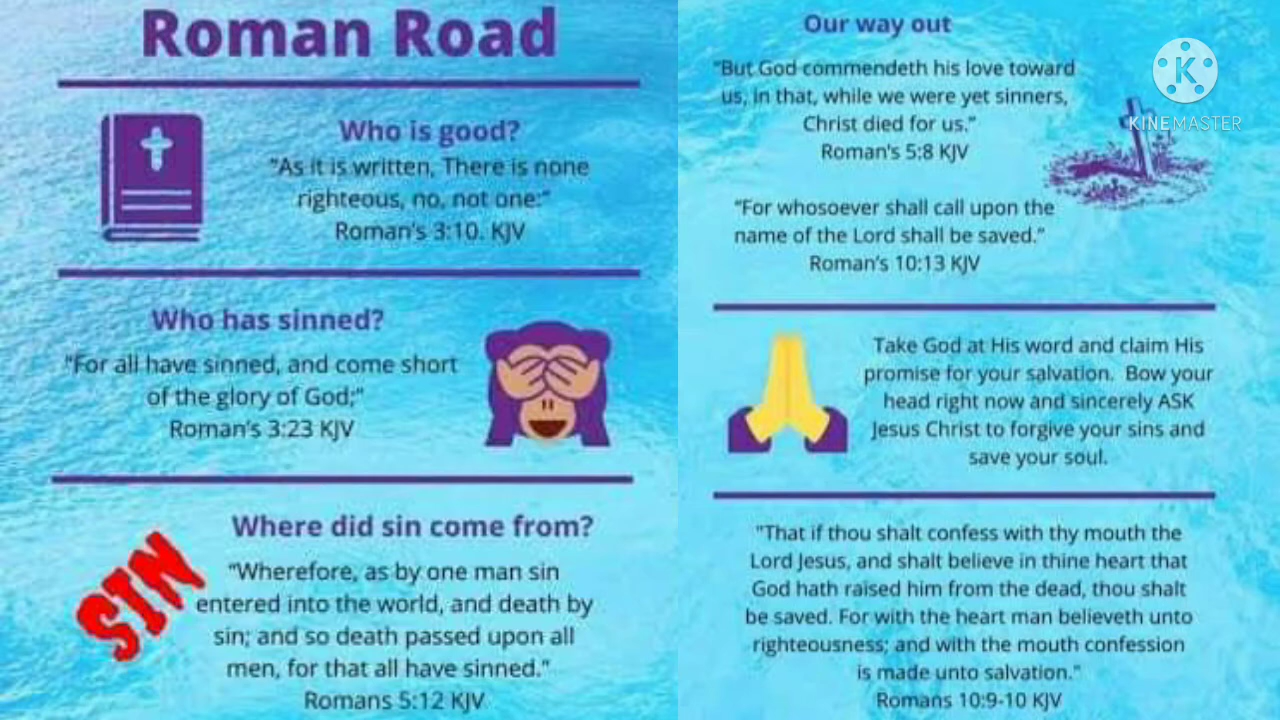 Roman Road
Who is good?
"As it is written, There is none
righteous, no, not one:"
Roman's 3:10. KJV
Who has sinned?
"For all have sinned, and come short
of the glory of God;"
Roman's 3:23 KJV
SIN
Where did sin come from?
"Wherefore, as by one man sin
entered into the world, and death by
sin; and so death passed upon all
men, for that all have sinned."
Romans 5:12 KJV
Our way out
"But God commendeth his love toward
us, in that, while we were yet sinners,
Christ died for us."
Roman's 5:8 KJV
"For whosoever shall call upon the
name of the Lord shall be saved."
Roman's 10:13 KJV
K
KINEMASTER
Take God at His word and claim His
promise for your salvation. Bow your
head right now and sincerely ASK
Jesus Christ to forgive your sins and
save your soul.
"That if thou shalt confess with thy mouth the
Lord Jesus, and shalt believe in thine heart that
God hath raised him from the dead, thou shalt
be saved. For with the heart man believeth unto
righteousness; and with the mouth confession
is made unto salvation."
Romans 10:9-10 KJV